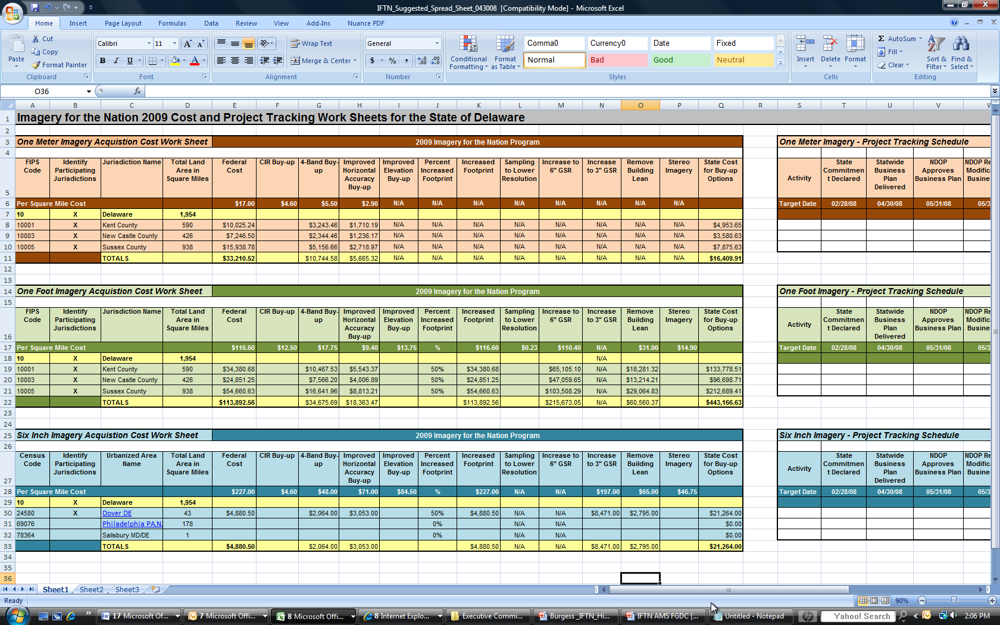 IFTN_Suggested_Spread_Sheet_043008 [Compatibility Mode] - Microsoft Excel
Home Insert Page Layout Formulas Data Review View Add-Ins Nuance PDF
Paste Cut Copy Format Painter Clipboard
Calibri 11 B I U A A A Font
Wrap Text Merge & Center Alignment
General $ % , Number
Conditional Formatting Format as Table
Comma0 Currency0 Date Fixed
Normal Bad Good Neutral
Styles
Insert Delete Format Cells
Σ AutoSum Fill Clear Sort & Filter Find & Select Editing
O36 fx
A B C D E F G H I J K L M N O P Q R S T U V W
1 Imagery for the Nation 2009 Cost and Project Tracking Work Sheets for the State of Delaware
2
3 One Meter Imagery Acquistion Cost Work Sheet 2009 Imagery for the Nation Program One Meter Imagery - Project Tracking Schedule
4
5 FIPS Code Identify Participating Jurisdictions Jurisdiction Name Total Land Area in Square Miles Federal Cost CIR Buy-up 4-Band Buy-up Improved Horizontal Accuracy Buy-up Improved Elevation Buy-up Percent Increased Footprint Increased Footprint Sampling to Lower Resolution Increase to 6" GSR Increase to 3" GSR Remove Building Lean Stereo Imagery State Cost for Buy-up Options Activity State Commitmen t Declared Statwide Business Plan Delivered NDOP Approves Business Plan NDOP Re Modific Busine
6 Per Square Mile Cost $17.00 $4.60 $5.50 $2.90 N/A N/A N/A N/A N/A N/A N/A N/A Target Date 02/28/08 04/30/08 05/31/08 05/3
7 10 X Delaware 1,954
8 10001 X Kent County 590 $10,025.24 $3,243.46 $1,710.19 N/A N/A N/A N/A N/A N/A N/A N/A $4,953.65
9 10003 X New Castle County 426 $7,246.50 $2,344.46 $1,236.17 N/A N/A N/A N/A N/A N/A N/A N/A $3,580.63
10 10005 X Sussex County 938 $15,938.78 $5,156.66 $2,718.97 N/A N/A N/A N/A N/A N/A N/A N/A $7,875.63
11 TOTALS $33,210.52 $10,744.58 $5,665.32 N/A N/A N/A N/A N/A N/A N/A N/A $16,409.91
12
13
14 One Foot Imagery Acquistion Cost Work Sheet 2009 Imagery for the Nation Program One Foot Imagery - Project Tracking Schedule
15
16 FIPS Code Identify Participating Jurisdictions Jurisdiction Name Total Land Area in Square Miles Federal Cost CIR Buy-up 4-Band Buy-up Improved Horizontal Accuracy Buy-up Improved Elevation Buy-up Percent Increased Footprint Increased Footprint Sampling to Lower Resolution Increase to 6" GSR Increase to 3" GSR Remove Building Lean Stereo Imagery State Cost for Buy-up Options Activity State Commitmen t Declared Statwide Business Plan Delivered NDOP Approves Business Plan NDOP Re Modific Busine
17 Per Square Mile Cost $116.60 $12.50 $17.75 $9.40 $13.75 % $116.60 $0.23 $110.40 N/A $31.00 $14.90 Target Date 02/28/08 04/30/08 05/31/08 05/3
18 10 X Delaware 1,954 N/A
19 10001 X Kent County 590 $34,380.68 $10,467.53 $5,543.37 50% $34,380.68 $65,105.10 N/A $18,281.32 $133,778.51
20 10003 X New Castle County 426 $24,851.25 $7,566.20 $4,006.89 50% $24,851.25 $47,059.65 N/A $13,214.21 $96,698.71
21 10005 X Sussex County 938 $54,660.63 $16,641.96 $8,813.21 50% $54,660.63 $103,508.29 N/A $29,064.83 $212,689.41
22 TOTALS $113,892.56 $34,675.69 $18,363.47 $113,892.56 $215,673.05 N/A $60,560.37 $443,166.63
23
24
25 Six Inch Imagery Acquistion Cost Work Sheet 2009 Imagery for the Nation Program Six Inch Imagery - Project Tracking Schedule
26
27 Census Code Identify Participating Jurisdictions Urbanized Area Name Total Land Area in Square Miles Federal Cost CIR Buy-up 4-Band Buy-up Improved Horizontal Accuracy Buy-up Improved Elevation Buy-up Percent Increased Footprint Increased Footprint Sampling to Lower Resolution Increase to 6" GSR Increase to 3" GSR Remove Building Lean Stereo Imagery State Cost for Buy-up Options Activity State Commitmen t Declared Statwide Business Plan Delivered NDOP Approves Business Plan NDOP Re Modific Busine
28 Per Square Mile Cost $227.00 $4.60 $48.00 $71.00 $84.50 % $227.00 N/A N/A $197.00 $65.00 $46.75 Target Date 02/28/08 04/30/08 05/31/08 05/3
29 10 X Delaware 1,954
30 24580 X Dover DE 43 $4,880.50 $2,064.00 $3,053.00 50% $4,880.50 N/A N/A $8,471.00 $2,795.00 $21,264.00
31 69076 Philadelphia PA,N. 178 0% N/A N/A $0.00
32 78364 Salisbury MD/DE 1 0% N/A N/A $0.00
33 TOTALS $4,880.50 $2,064.00 $3,053.00 $4,880.50 N/A N/A $8,471.00 $2,795.00 $21,264.00
34
35
36
Sheet1 Sheet2 Sheet3
Ready 90%
17 Microsoft Of... 7 Microsoft Offi... 8 Microsoft Offi... 8 Internet Explo... Executive Commi... Burgess _IFTN_Hi... IFTN AMS FGDC [... Untitled - Notepad hp Yahoo! Search 2:06 PM